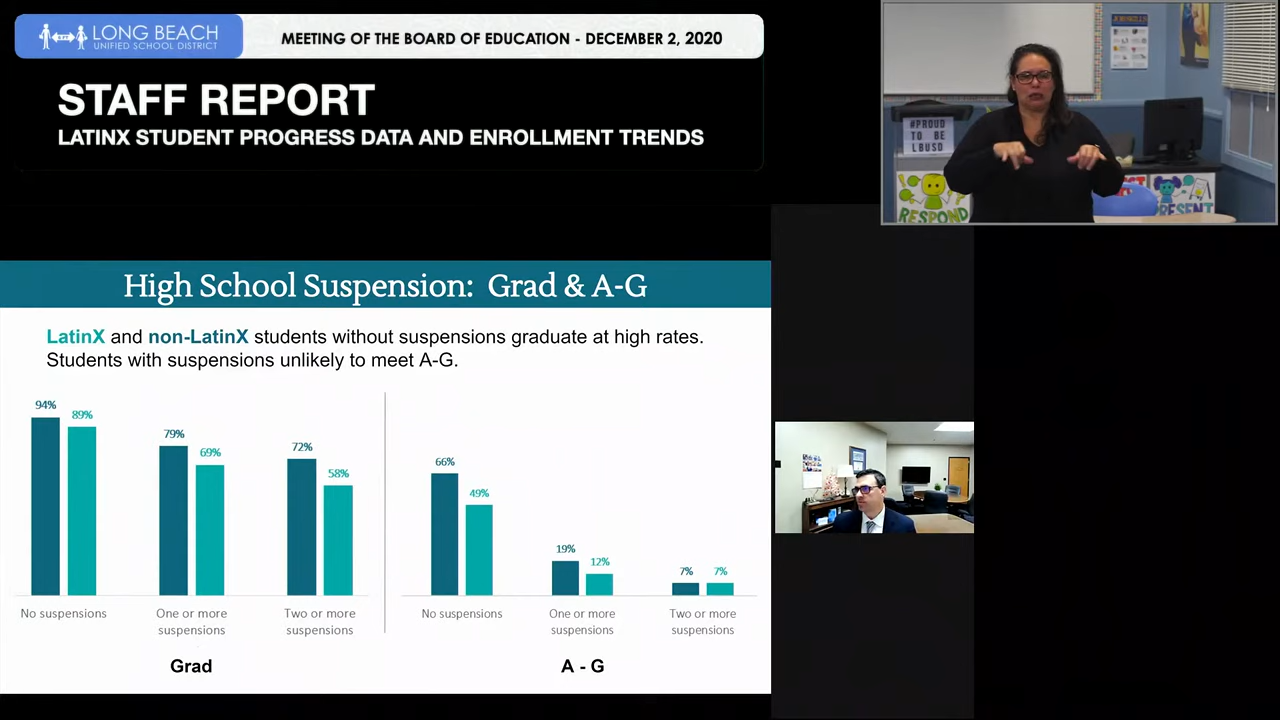 LONG BEACH
UNIFIED SCHOOL DISTRICT
MEETING OF THE BOARD OF EDUCATION - DECEMBER 2, 2020
STAFF REPORT
LATINX STUDENT PROGRESS DATA AND ENROLLMENT TRENDS
#PROUD
TO BE
LBUSD
RESPOND
PRESENT
High School Suspension: Grad & A-G
LatinX and non-LatinX students without suspensions graduate at high rates.
Students with suspensions unlikely to meet A-G.
94% 89% 79% 69% 72% 58%
66% 49% 19% 12% 7% 7%
No suspensions
One or more
suspensions
Two or more
suspensions
Grad
No suspensions
One or more
suspensions
Two or more
suspensions
A - G